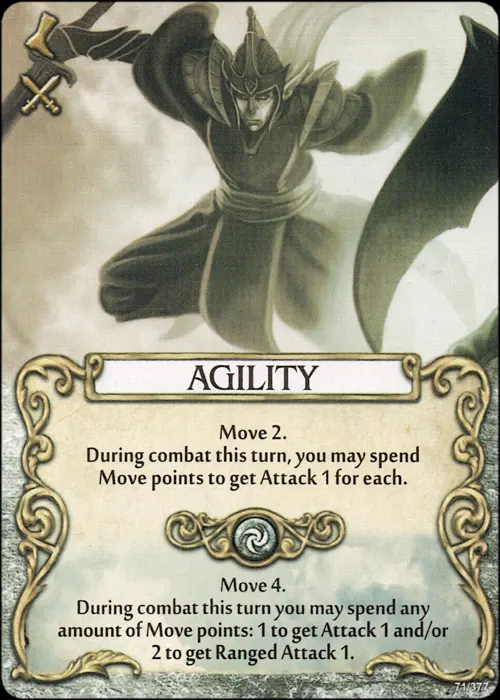 AGILITY
Move 2.
During combat this turn, you may spend
Move points to get Attack 1 for each.
Move 4.
During combat this turn you may spend any
amount of Move points: 1 to get Attack 1 and/or
2 to get Ranged Attack 1.
71/377